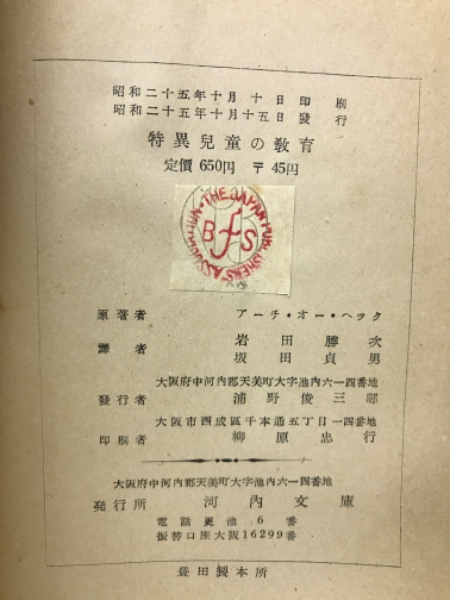 昭和二十五年十月十日印刷
昭和二十五年十月十五日發行
特異兒童の教育
定價 650円 〒 45円
THE JAPAN PUBLISHERS ASSOCIATION
BfS
原著者 アーチ・オー・ヘック
譯者 岩田勝次
坂田貞男
大阪府中河內郡天美町大字池內六一四番地
發行者 浦野俊三郎
大阪市西成區千本通五丁目一四番地
印刷者 柳原忠行
大阪府中河內郡天美町大字池內六一四番地
発行所 河內文庫
電話更池6番
振替口座大阪16299番
豊田製本所